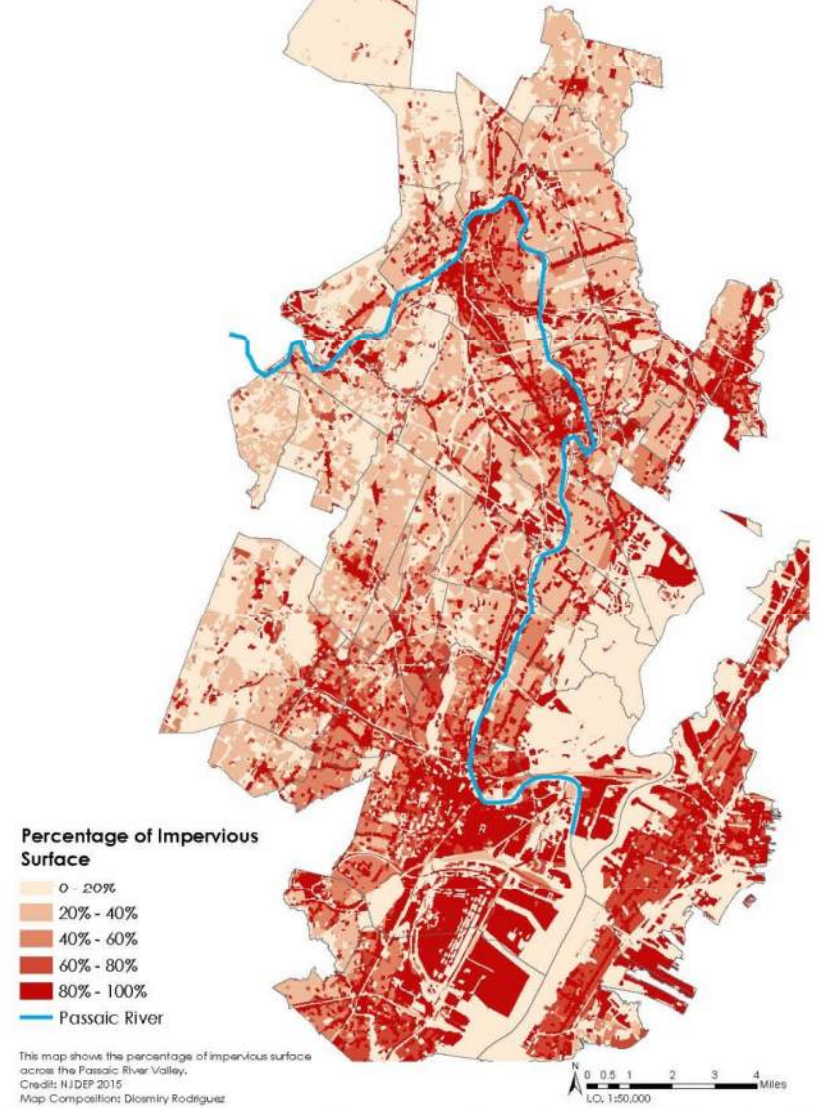 Percentage of Impervious
Surface
0 - 20%
20% - 40%
40% - 60%
60% - 80%
80% - 100%
Passaic River
This map shows the percentage of impervious surface
across the Passaic River Valley.
Credit: NJDEP 2015
Map Composition: Diosmiry Rodriguez
N
0 0.5 1 2 3 4
Miles
LO, 1:50,000